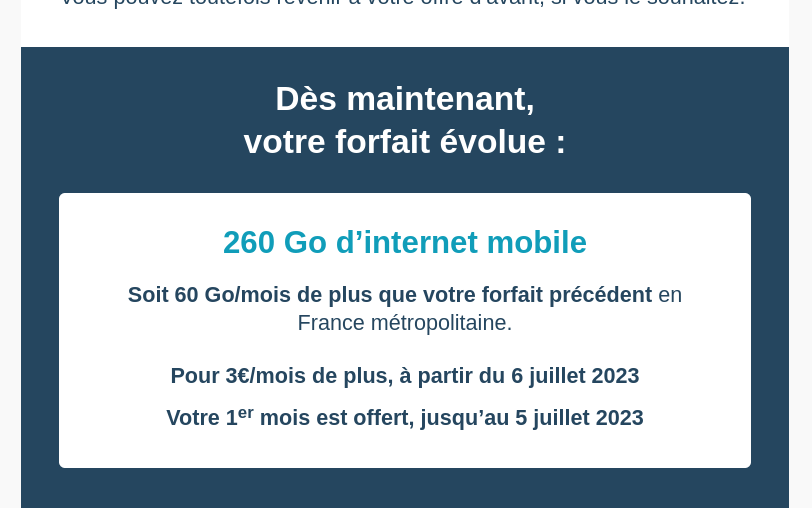 vous pouvez toutefois revenir à votre offre d'avant, si vous le souhaitez.
Dès maintenant,
votre forfait évolue :
260 Go d’internet mobile
Soit 60 Go/mois de plus que votre forfait précédent en
France métropolitaine.
Pour 3€/mois de plus, à partir du 6 juillet 2023
Votre 1er mois est offert, jusqu’au 5 juillet 2023